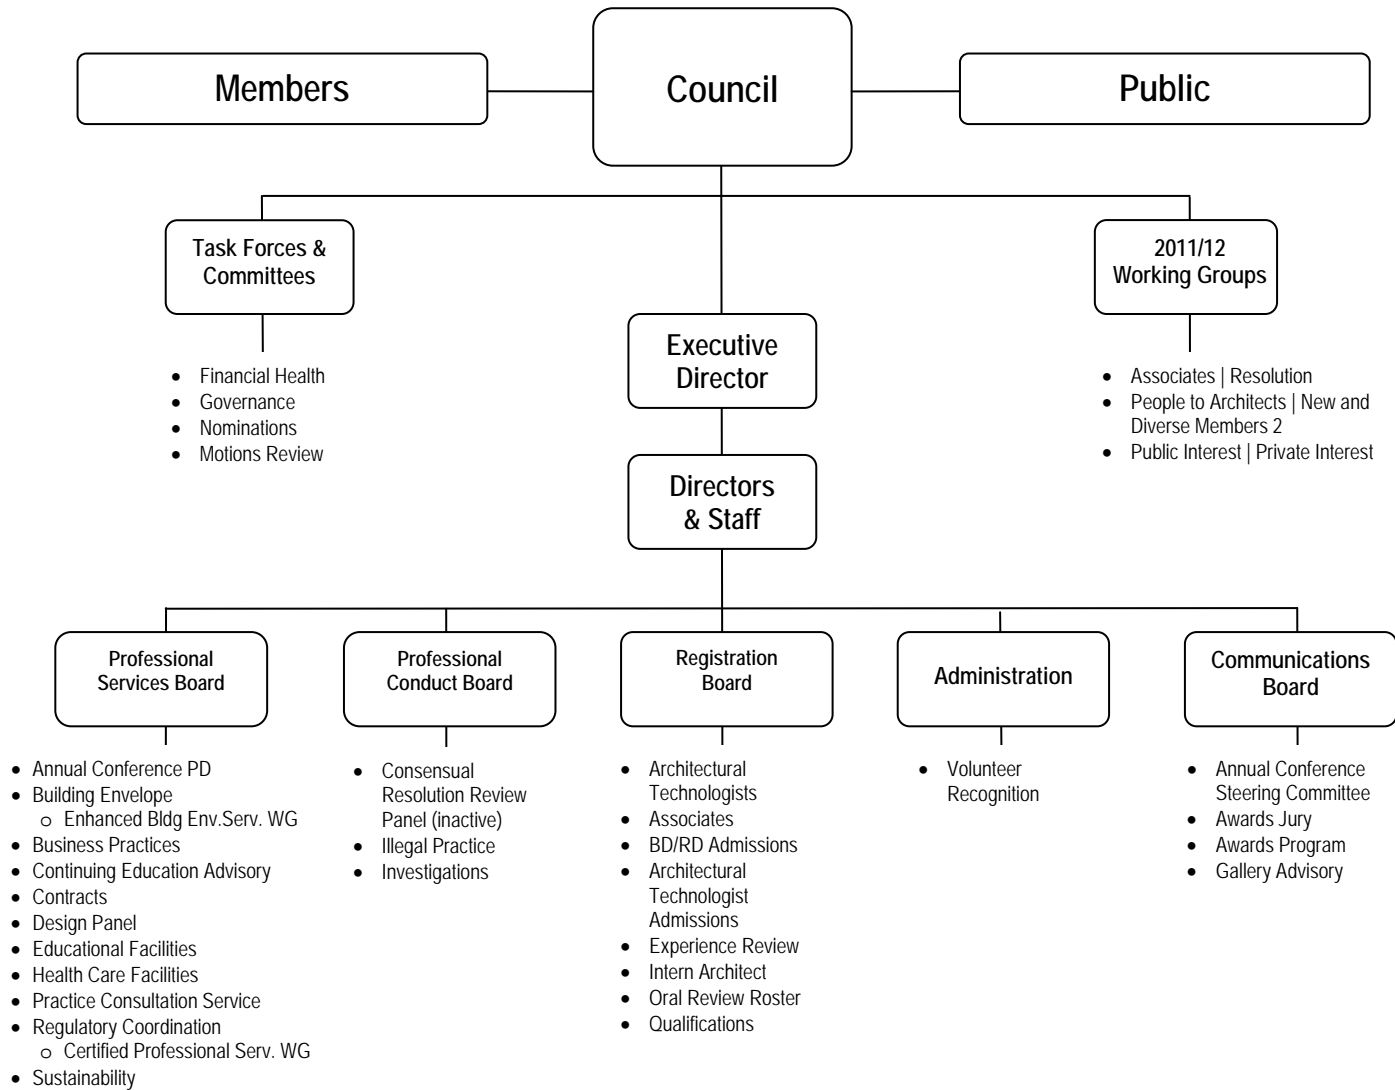 Members
Council
Public
Task Forces &
Committees
2011/12
Working Groups
Executive
Director
• Financial Health
• Governance
• Nominations
• Motions Review
• Associates | Resolution
• People to Architects | New and
Diverse Members 2
• Public Interest | Private Interest
Directors
& Staff
Professional
Services Board
Professional
Conduct Board
Registration
Board
Administration
Communications
Board
• Annual Conference PD
• Building Envelope
o Enhanced Bldg Env.Serv. WG
• Business Practices
• Continuing Education Advisory
• Contracts
• Design Panel
• Educational Facilities
• Health Care Facilities
• Practice Consultation Service
• Regulatory Coordination
o Certified Professional Serv. WG
• Sustainability
• Consensual
Resolution Review
Panel (inactive)
• Illegal Practice
• Investigations
• Architectural
Technologists
• Associates
• BD/RD Admissions
• Architectural
Technologist
Admissions
• Experience Review
• Intern Architect
• Oral Review Roster
• Qualifications
• Volunteer
Recognition
• Annual Conference
Steering Committee
• Awards Jury
• Awards Program
• Gallery Advisory